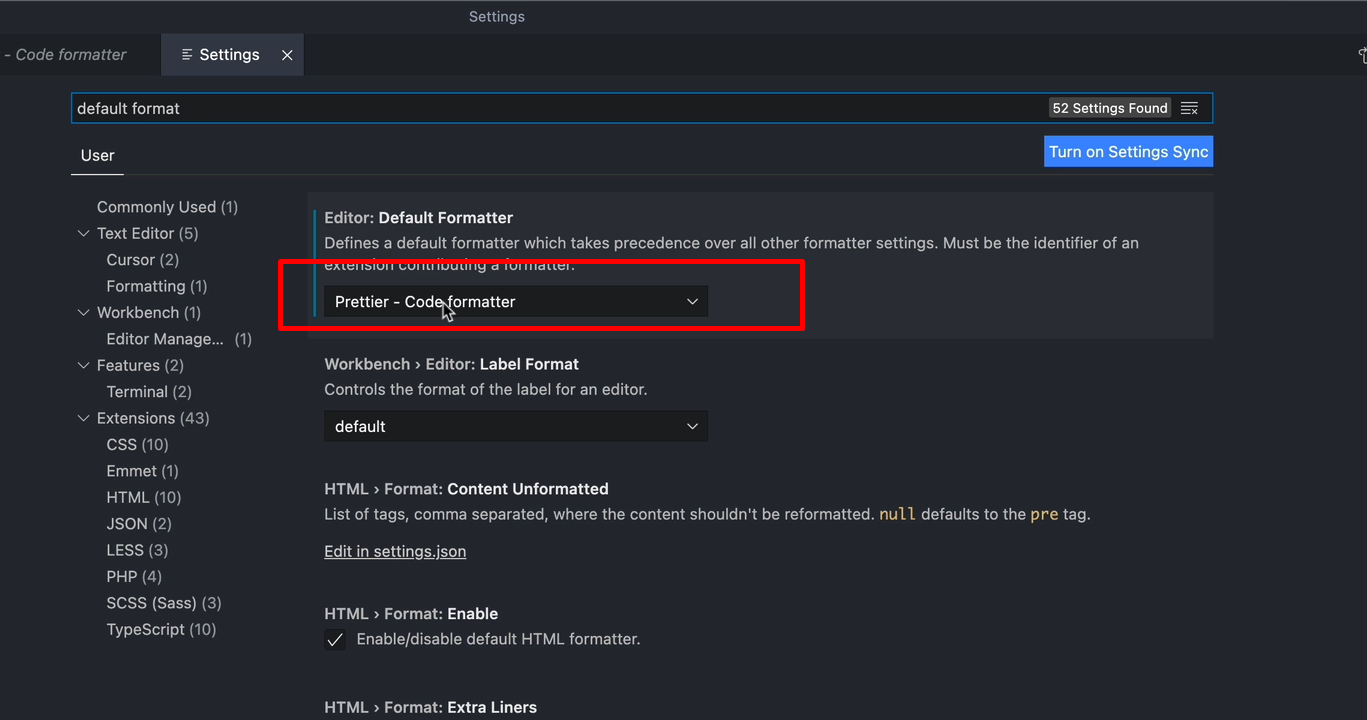 Settings
- Code formatter
Settings
default format
52 Settings Found
User
Turn on Settings Sync
Commonly Used (1)
Text Editor (5)
Cursor (2)
Formatting (1)
Workbench (1)
Editor Manage... (1)
Features (2)
Terminal (2)
Extensions (43)
CSS (10)
Emmet (1)
HTML (10)
JSON (2)
LESS (3)
PHP (4)
SCSS (Sass) (3)
TypeScript (10)
Editor: Default Formatter
Defines a default formatter which takes precedence over all other formatter settings. Must be the identifier of an
extension contributing a formatter.
Prettier - Code formatter
Workbench › Editor: Label Format
Controls the format of the label for an editor.
default
HTML › Format: Content Unformatted
List of tags, comma separated, where the content shouldn't be reformatted. null defaults to the pre tag.
Edit in settings.json
HTML › Format: Enable
Enable/disable default HTML formatter.
HTML › Format: Extra Liners